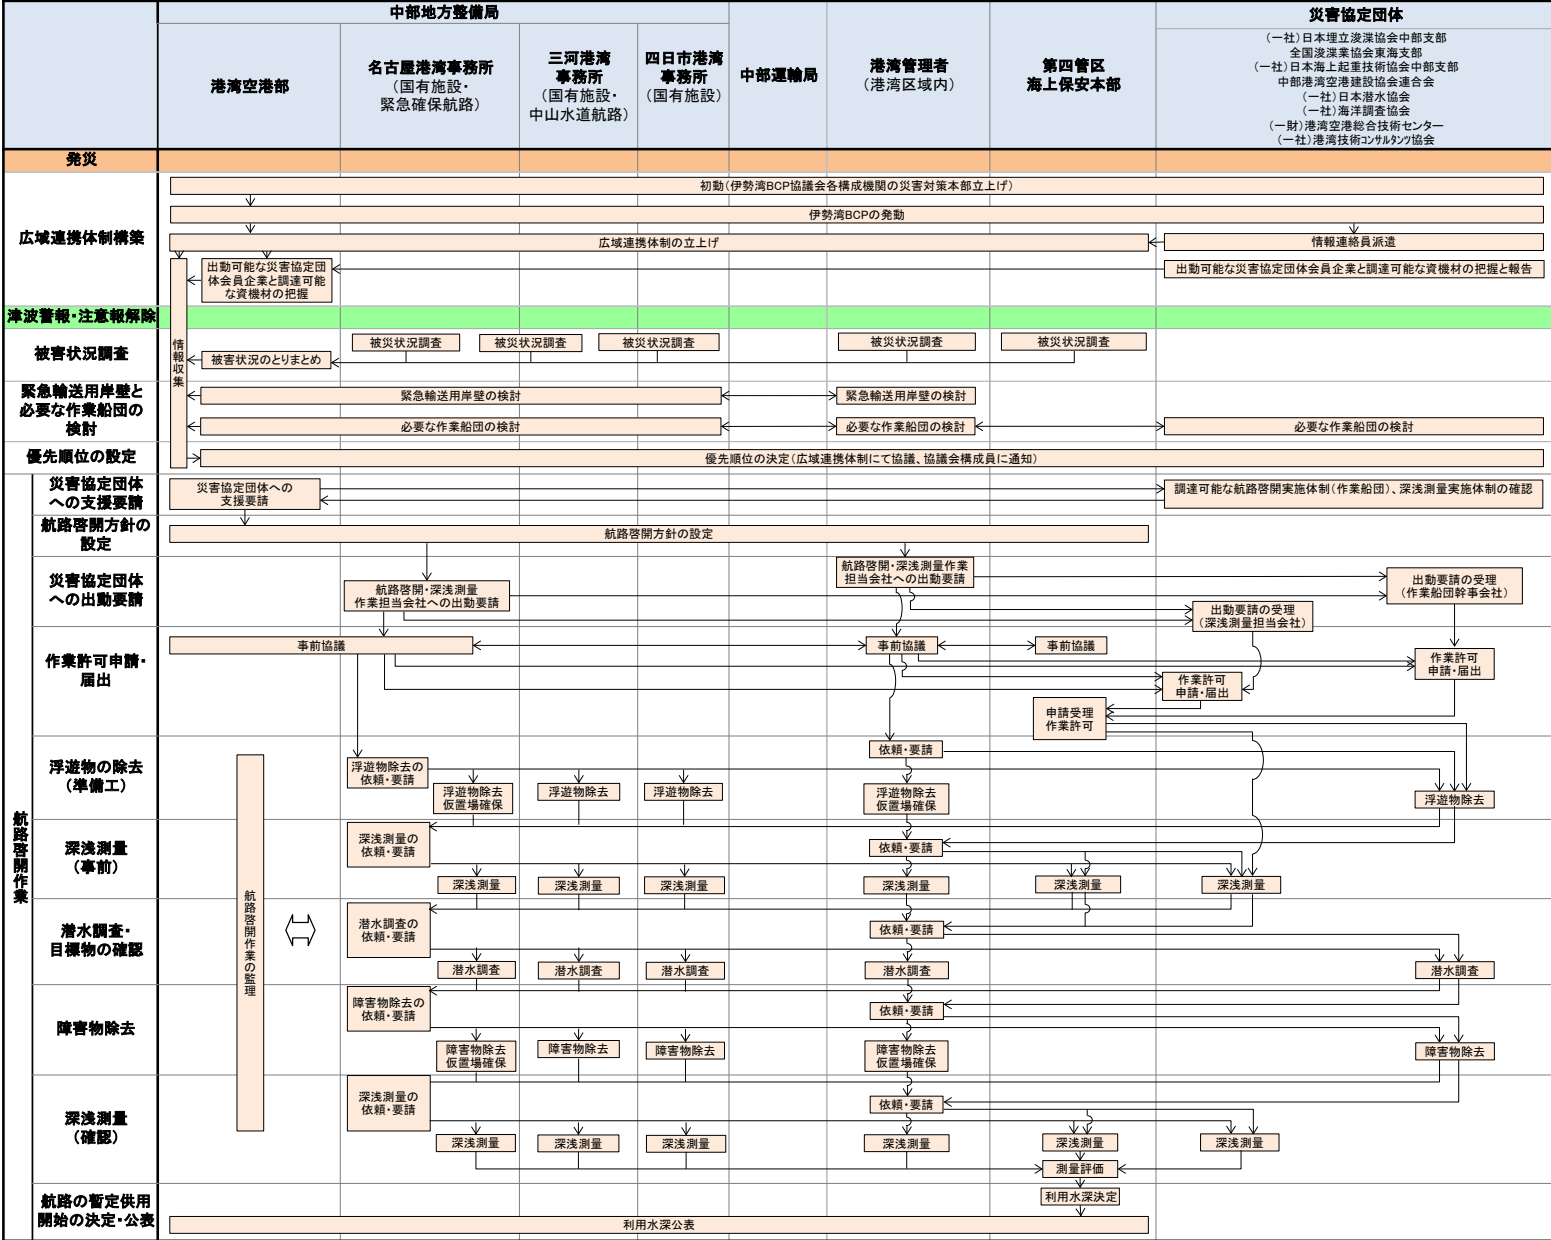 中部地方整備局
港湾空港部
名古屋港湾事務所
(国有施設・
緊急確保航路)
三河港湾
事務所
(国有施設・
中山水道航路)
四日市港湾
事務所
(国有施設)
中部運輸局
港湾管理者
(港湾区域内)
第四管区
海上保安本部
災害協定団体
(一社)日本埋立浚渫協会中部支部
全国浚渫業協会東海支部
(一社)日本海上起重技術協会中部支部
中部港湾空港建設協会連合会
(一社)日本潜水協会
(一社)海洋調査協会
(一財)港湾空港総合技術センター
(一社)港湾技術コンサルタンツ協会
発災
広域連携体制構築
初動(伊勢湾BCP協議会各構成機関の災害対策本部立上げ)
伊勢湾BCPの発動
広域連携体制の立上げ
情報連絡員派遣
出動可能な災害協定団
体会員企業と調達可能
な資機材の把握
出動可能な災害協定団体会員企業と調達可能な資機材の把握と報告
情報収集
津波警報・注意報解除
被害状況調査
被害状況のとりまとめ
被災状況調査
被災状況調査
被災状況調査
被災状況調査
被災状況調査
緊急輸送用岸壁と
必要な作業船団の
検討
緊急輸送用岸壁の検討
緊急輸送用岸壁の検討
必要な作業船団の検討
必要な作業船団の検討
必要な作業船団の検討
優先順位の設定
優先順位の決定(広域連携体制にて協議、協議会構成員に通知)
航路啓開作業
災害協定団体
への支援要請
災害協定団体への
支援要請
調達可能な航路啓開実施体制(作業船団)、深浅測量実施体制の確認
航路啓開方針の
設定
航路啓開方針の設定
災害協定団体
への出動要請
航路啓開・深浅測量
作業担当会社への出動要請
航路啓開・深浅測量作業
担当会社への出動要請
出動要請の受理
(深浅測量担当会社)
出動要請の受理
(作業船団幹事会社)
作業許可申請・
届出
事前協議
事前協議
事前協議
作業許可
申請・届出
作業許可
申請・届出
申請受理
作業許可
浮遊物の除去
(準備工)
航路啓開作業の監理
浮遊物除去の
依頼・要請
浮遊物除去
仮置場確保
浮遊物除去
浮遊物除去
依頼・要請
浮遊物除去
仮置場確保
浮遊物除去
深浅測量
(事前)
深浅測量の
依頼・要請
依頼・要請
深浅測量
深浅測量
深浅測量
深浅測量
深浅測量
深浅測量
潜水調査・
目標物の確認
潜水調査の
依頼・要請
依頼・要請
潜水調査
潜水調査
潜水調査
潜水調査
潜水調査
障害物除去
障害物除去の
依頼・要請
依頼・要請
障害物除去
仮置場確保
障害物除去
障害物除去
障害物除去
仮置場確保
障害物除去
深浅測量
(確認)
深浅測量の
依頼・要請
依頼・要請
深浅測量
深浅測量
深浅測量
深浅測量
深浅測量
深浅測量
測量評価
航路の暫定供用
開始の決定・公表
利用水深決定
利用水深公表